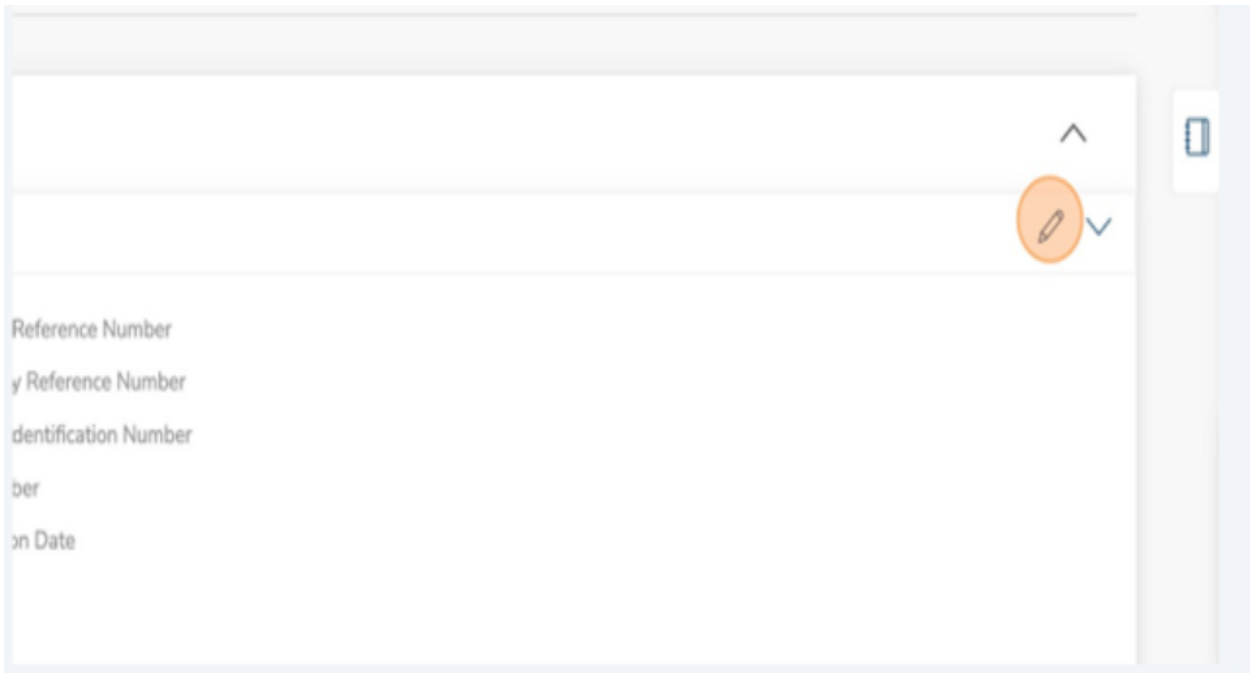 Reference Number
y Reference Number
dentification Number
ber
on Date